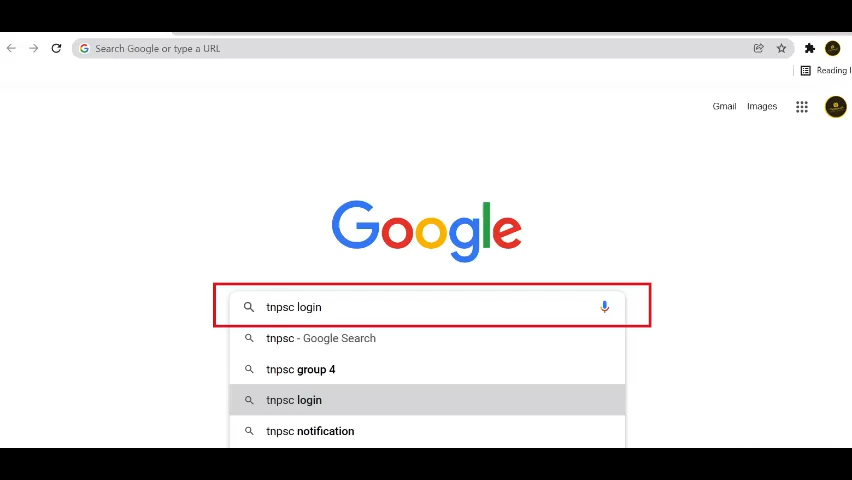 Search Google or type a URL
Reading
Gmail Images
Google
tnpsc login
tnpsc - Google Search
tnpsc group 4
tnpsc login
tnpsc notification